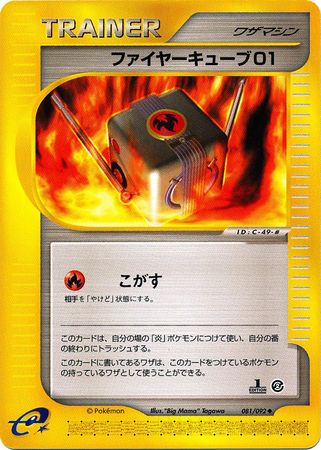 TRAINER
ワザマシン
ファイヤーキューブ01
ID:C-49-#
こがす
相手を「やけど」状態にする。
このカードは、自分の場の「炎」ポケモンにつけて使い、自分の番の終わりにトラッシュする。
このカードに書いてあるワザは、このカードをつけているポケモンの持っているワザとして使うことができる。
1
EDITION
e
©Pokémon
Illus."Big Mama" Tagawa
081/092